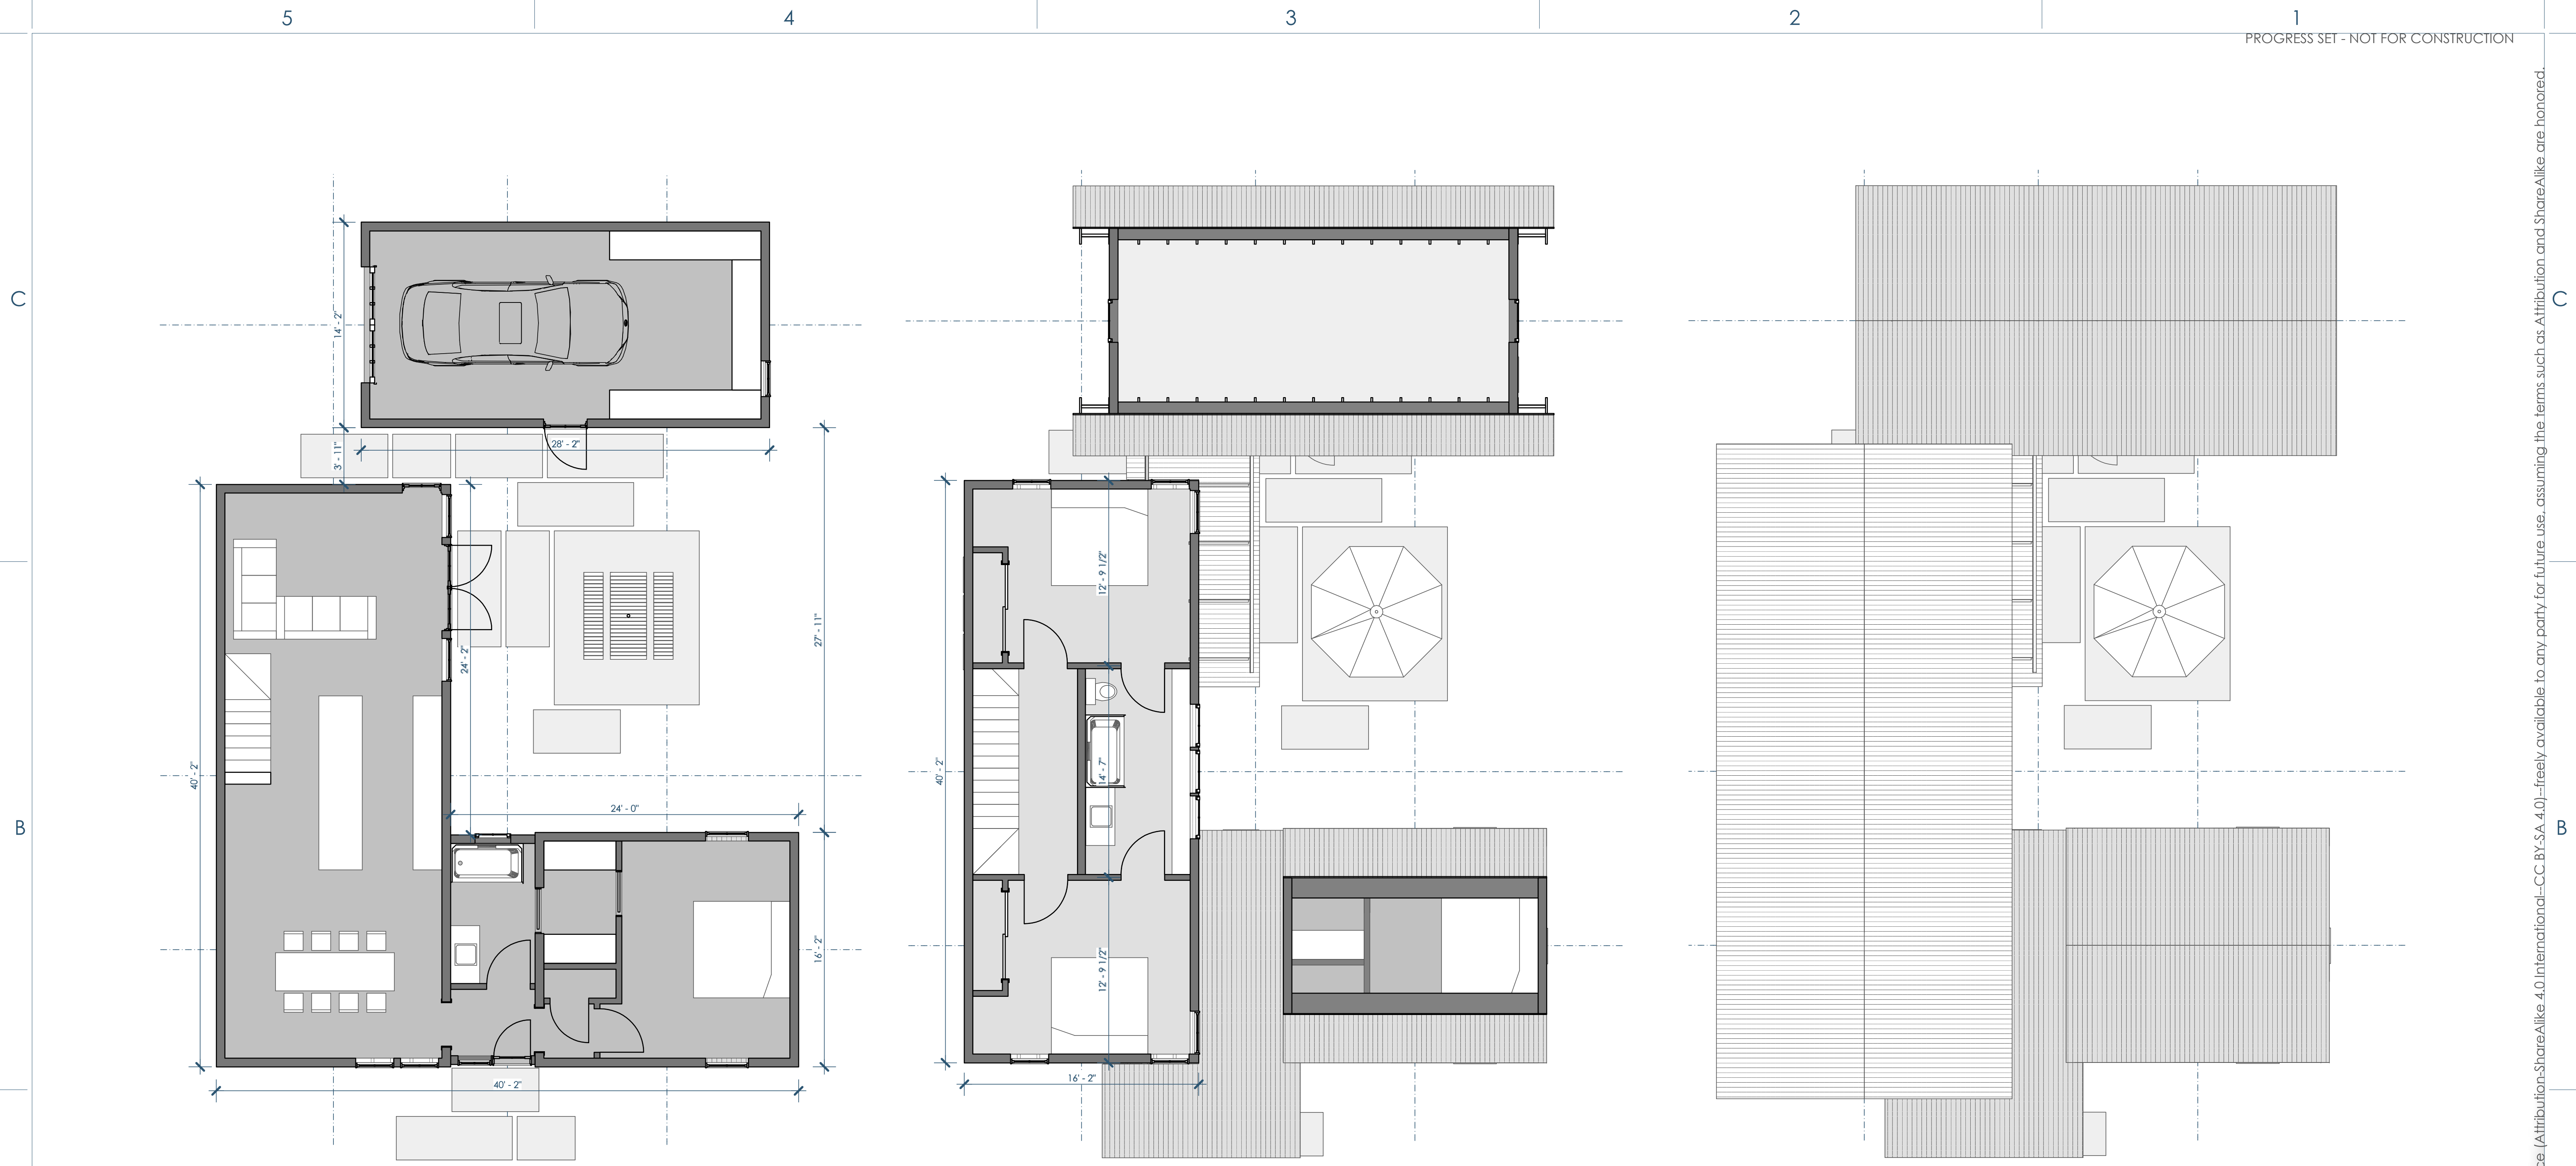 5 4 3 2 1
PROGRESS SET - NOT FOR CONSTRUCTION
(Attribution-ShareAlike 4.0 International--CC BY-SA 4.0)--freely available to any party for future use, assuming the terms such as Attribution and ShareAlike are honored.
C
C
14' - 2"
28' - 2"
3' - 11"
24' - 2"
27' - 11"
40' - 2"
24' - 0"
16' - 2"
40' - 2"
12' - 9 1/2"
40' - 2"
14' - 7"
12' - 9 1/2"
16' - 2"
B
B